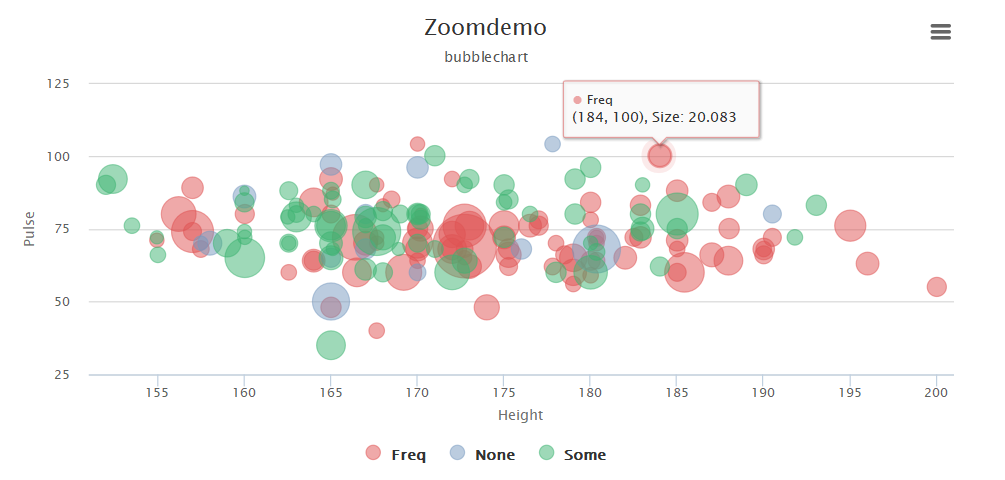 Zoomdemo
bubblechart
Freq
(184, 100), Size: 20.083
125
100
75
50
25
Pulse
155 160 165 170 175 180 185 190 195 200
Height
Freq None Some